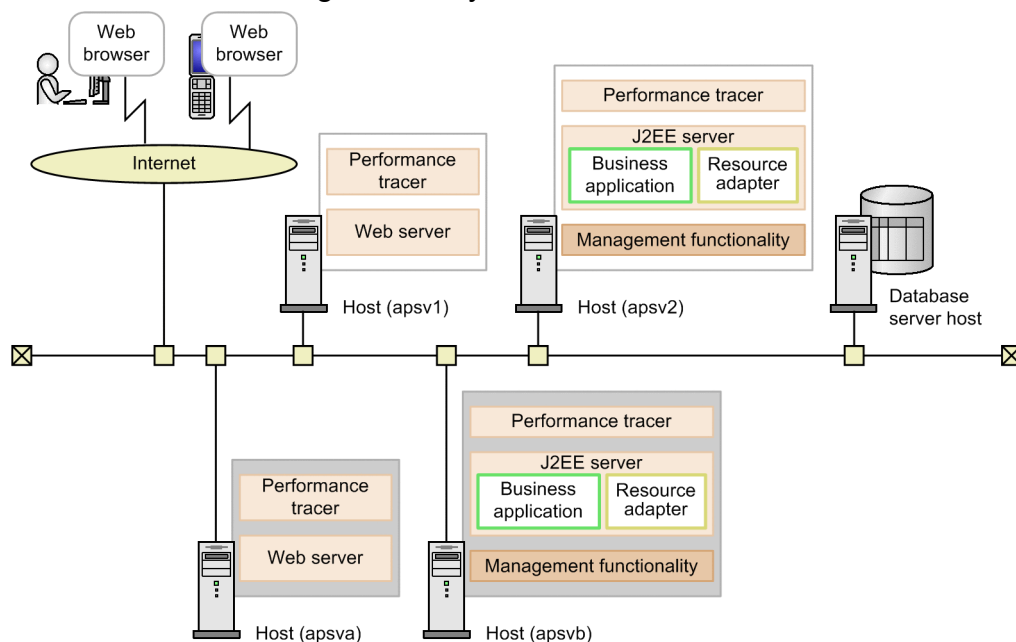 Web
browser
Web
browser
Internet
Performance
tracer
Web server
Host (apsv1)
Performance tracer
J2EE server
Business
application
Resource
adapter
Management functionality
Host (apsv2)
Database
server host
Performance
tracer
Web server
Host (apsva)
Performance tracer
J2EE server
Business
application
Resource
adapter
Management functionality
Host (apsvb)